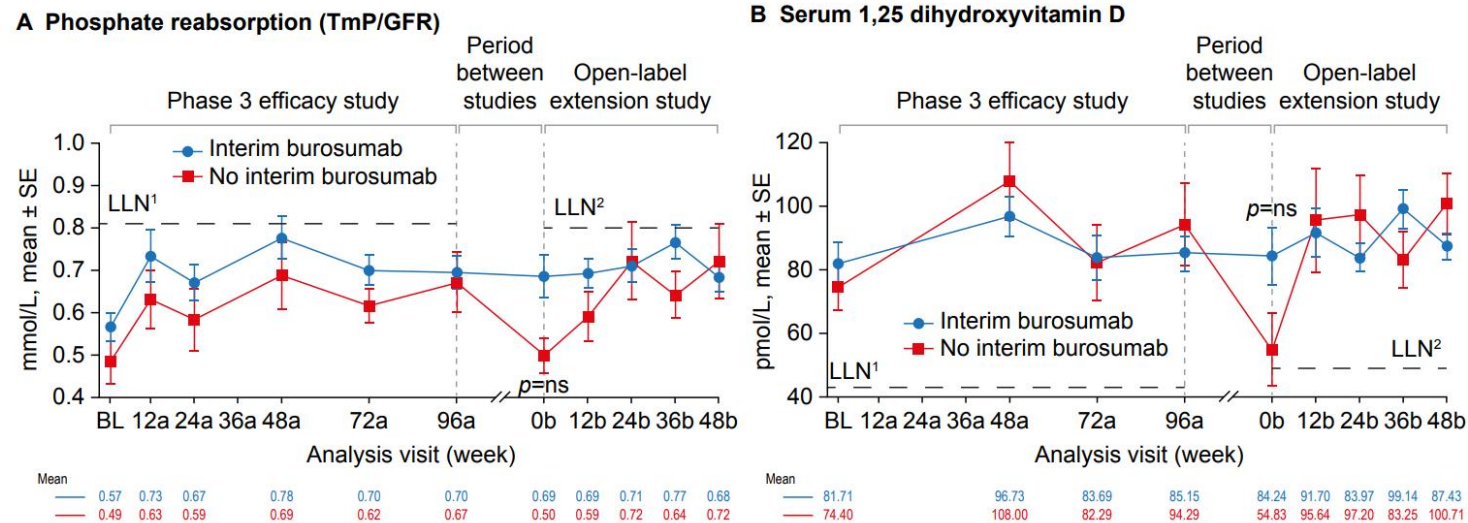 A Phosphate reabsorption (TmP/GFR)
Period between studies
Phase 3 efficacy study
Open-label extension study
Interim burosumab
No interim burosumab
LLN¹
LLN²
p=ns
mmol/L, mean ± SE
1.0
0.9
0.8
0.7
0.6
0.5
0.4
BL 12a 24a 36a 48a 72a 96a 0b 12b 24b 36b 48b
Analysis visit (week)
Mean
0.57 0.73 0.67 0.78 0.70 0.70 0.69 0.69 0.71 0.77 0.68
0.49 0.63 0.59 0.69 0.62 0.67 0.50 0.59 0.72 0.64 0.72
B Serum 1,25 dihydroxyvitamin D
Period between studies
Phase 3 efficacy study
Open-label extension study
p=ns
Interim burosumab
No interim burosumab
LLN¹
LLN²
pmol/L, mean ± SE
120
100
80
60
40
BL 12a 24a 36a 48a 72a 96a 0b 12b 24b 36b 48b
Analysis visit (week)
Mean
81.71 96.73 83.69 85.15 84.24 91.70 83.97 99.14 87.43
74.40 108.00 82.29 94.29 54.83 95.64 97.20 83.25 100.71